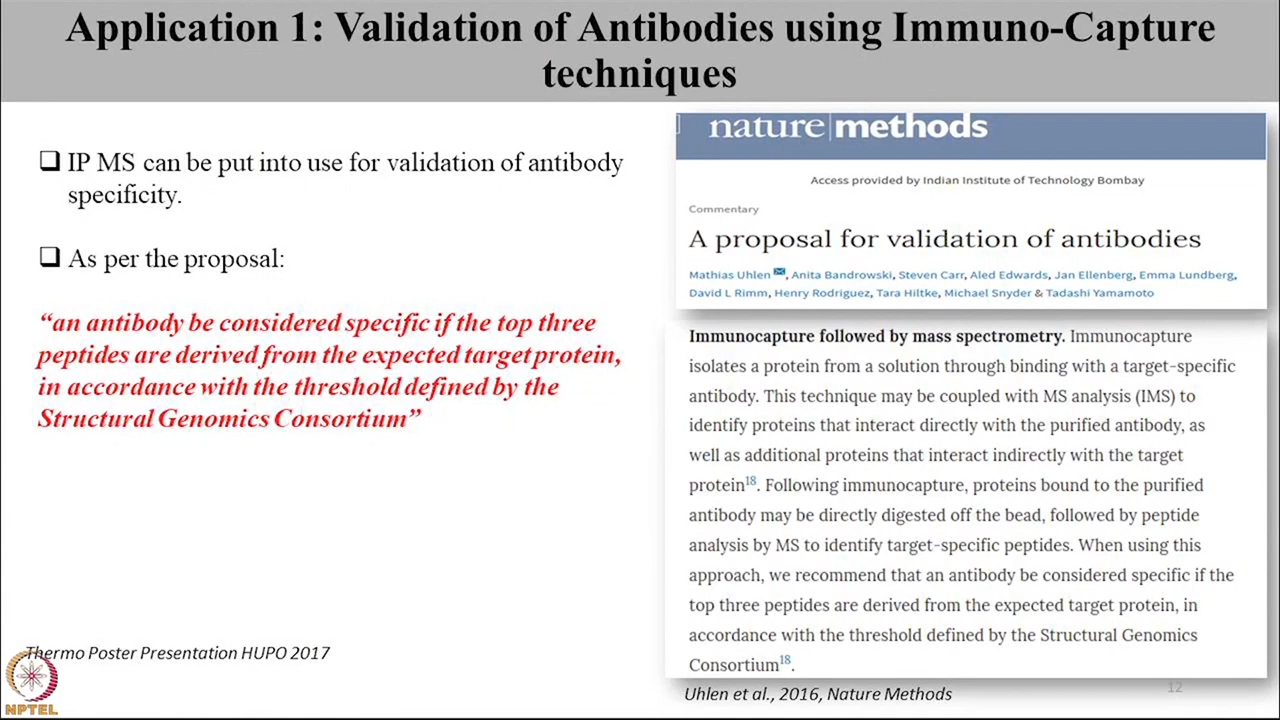 Application 1: Validation of Antibodies using Immuno-Capture
techniques
❑ IP MS can be put into use for validation of antibody
specificity.
❑ As per the proposal:
“an antibody be considered specific if the top three
peptides are derived from the expected target protein,
in accordance with the threshold defined by the
Structural Genomics Consortium”
Thermo Poster Presentation HUPO 2017
NPTEL
nature|methods
Access provided by Indian Institute of Technology Bombay
Commentary
A proposal for validation of antibodies
Mathias Uhlen, Anita Bandrowski, Steven Carr, Aled Edwards, Jan Ellenberg, Emma Lundberg,
David L Rimm, Henry Rodriguez, Tara Hiltke, Michael Snyder & Tadashi Yamamoto
Immunocapture followed by mass spectrometry. Immunocapture
isolates a protein from a solution through binding with a target-specific
antibody. This technique may be coupled with MS analysis (IMS) to
identify proteins that interact directly with the purified antibody, as
well as additional proteins that interact indirectly with the target
protein18. Following immunocapture, proteins bound to the purified
antibody may be directly digested off the bead, followed by peptide
analysis by MS to identify target-specific peptides. When using this
approach, we recommend that an antibody be considered specific if the
top three peptides are derived from the expected target protein, in
accordance with the threshold defined by the Structural Genomics
Consortium18.
Uhlen et al., 2016, Nature Methods
12